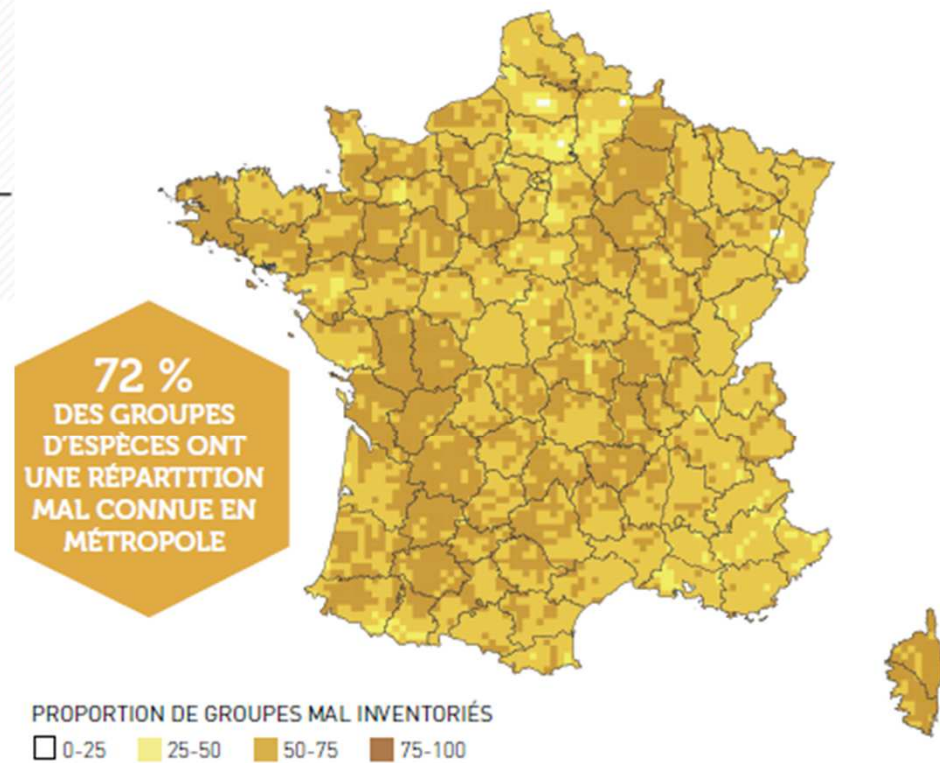 72 %
DES GROUPES
D'ESPÈCES ONT
UNE RÉPARTITION
MAL CONNUE EN
MÉTROPOLE
PROPORTION DE GROUPES MAL INVENTORIÉS
0-25 25-50 50-75 75-100